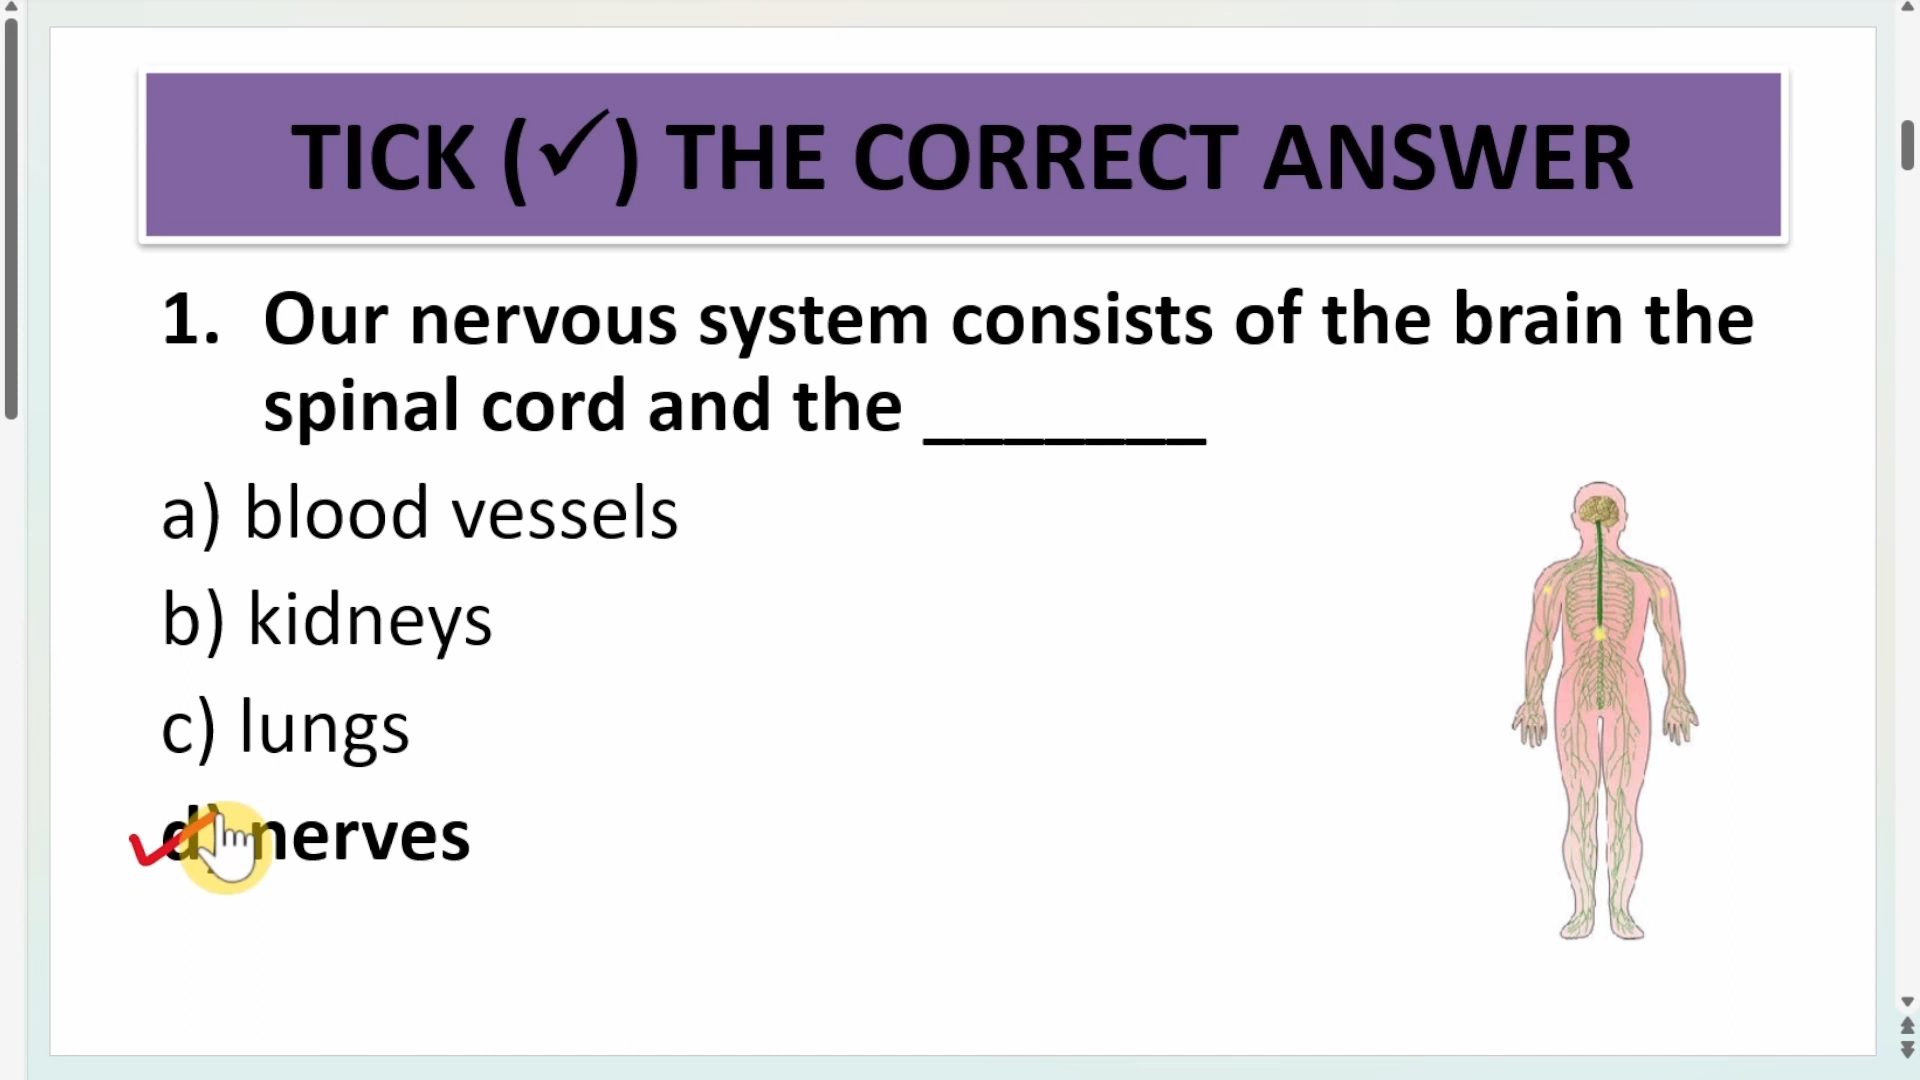 TICK (✓) THE CORRECT ANSWER
1. Our nervous system consists of the brain the
spinal cord and the _______
a) blood vessels
b) kidneys
c) lungs
d) nerves